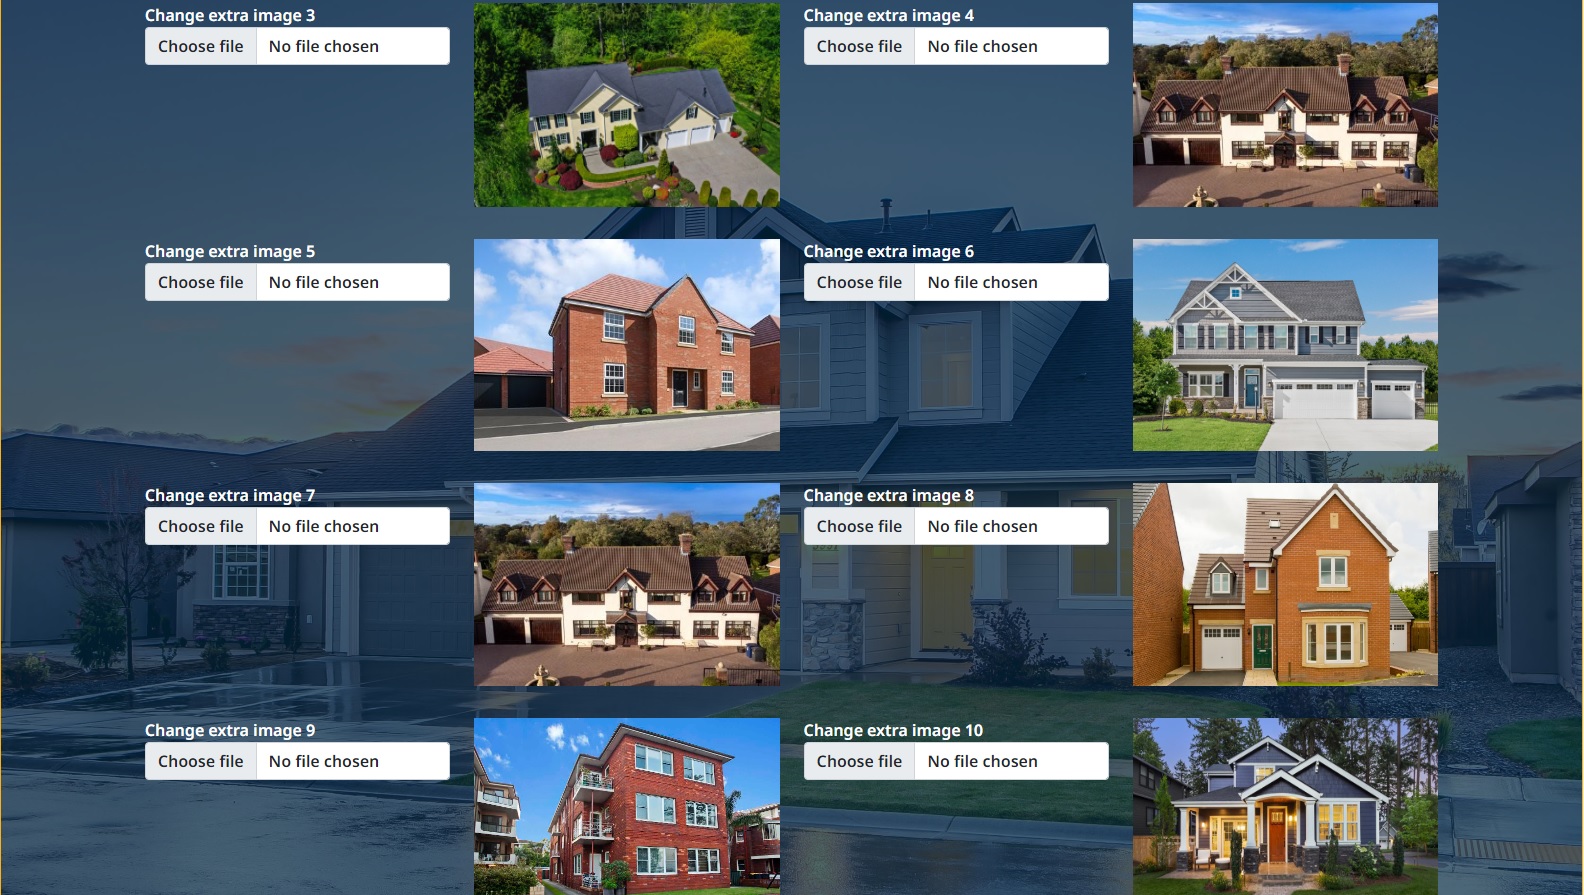 Change extra image 3
Choose file No file chosen
Change extra image 4
Choose file No file chosen
Change extra image 5
Choose file No file chosen
Change extra image 6
Choose file No file chosen
Change extra image 7
Choose file No file chosen
Change extra image 8
Choose file No file chosen
Change extra image 9
Choose file No file chosen
Change extra image 10
Choose file No file chosen